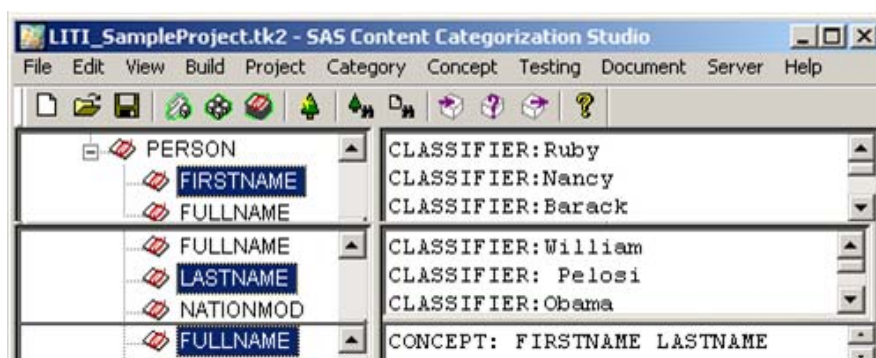 LITI_SampleProject.tk2 - SAS Content Categorization Studio
File Edit View Build Project Category Concept Testing Document Server Help
PERSON
FIRSTNAME
FULLNAME
CLASSIFIER:Ruby
CLASSIFIER:Nancy
CLASSIFIER:Barack
FULLNAME
LASTNAME
NATIONMOD
CLASSIFIER:William
CLASSIFIER: Pelosi
CLASSIFIER:Obama
FULLNAME
CONCEPT: FIRSTNAME LASTNAME